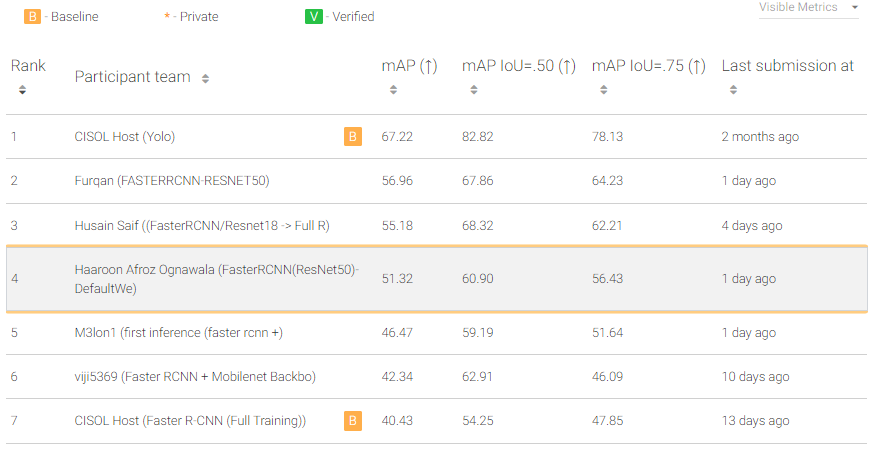 B - Baseline * - Private V - Verified Visible Metrics
Rank Participant team mAP (↑) mAP IoU=.50 (↑) mAP IoU=.75 (↑) Last submission at
1 CISOL Host (Yolo) B 67.22 82.82 78.13 2 months ago
2 Furqan (FASTERRCNN-RESNET50) 56.96 67.86 64.23 1 day ago
3 Husain Saif ((FasterRCNN/Resnet18 -> Full R) 55.18 68.32 62.21 4 days ago
4 Haaroon Afroz Ognawala (FasterRCNN(ResNet50)- 51.32 60.90 56.43 1 day ago
DefaultWe)
5 M3lon1 (first inference (faster rcnn +) 46.47 59.19 51.64 1 day ago
6 viji5369 (Faster RCNN + Mobilenet Backbo) 42.34 62.91 46.09 10 days ago
7 CISOL Host (Faster R-CNN (Full Training)) B 40.43 54.25 47.85 13 days ago